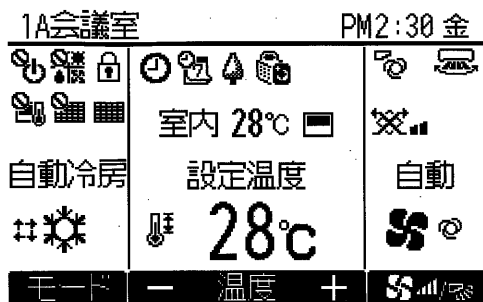 1A会議室 PM2:30 金
室内 28℃
自動冷房 設定温度 自動
28℃
モード − 温度 +